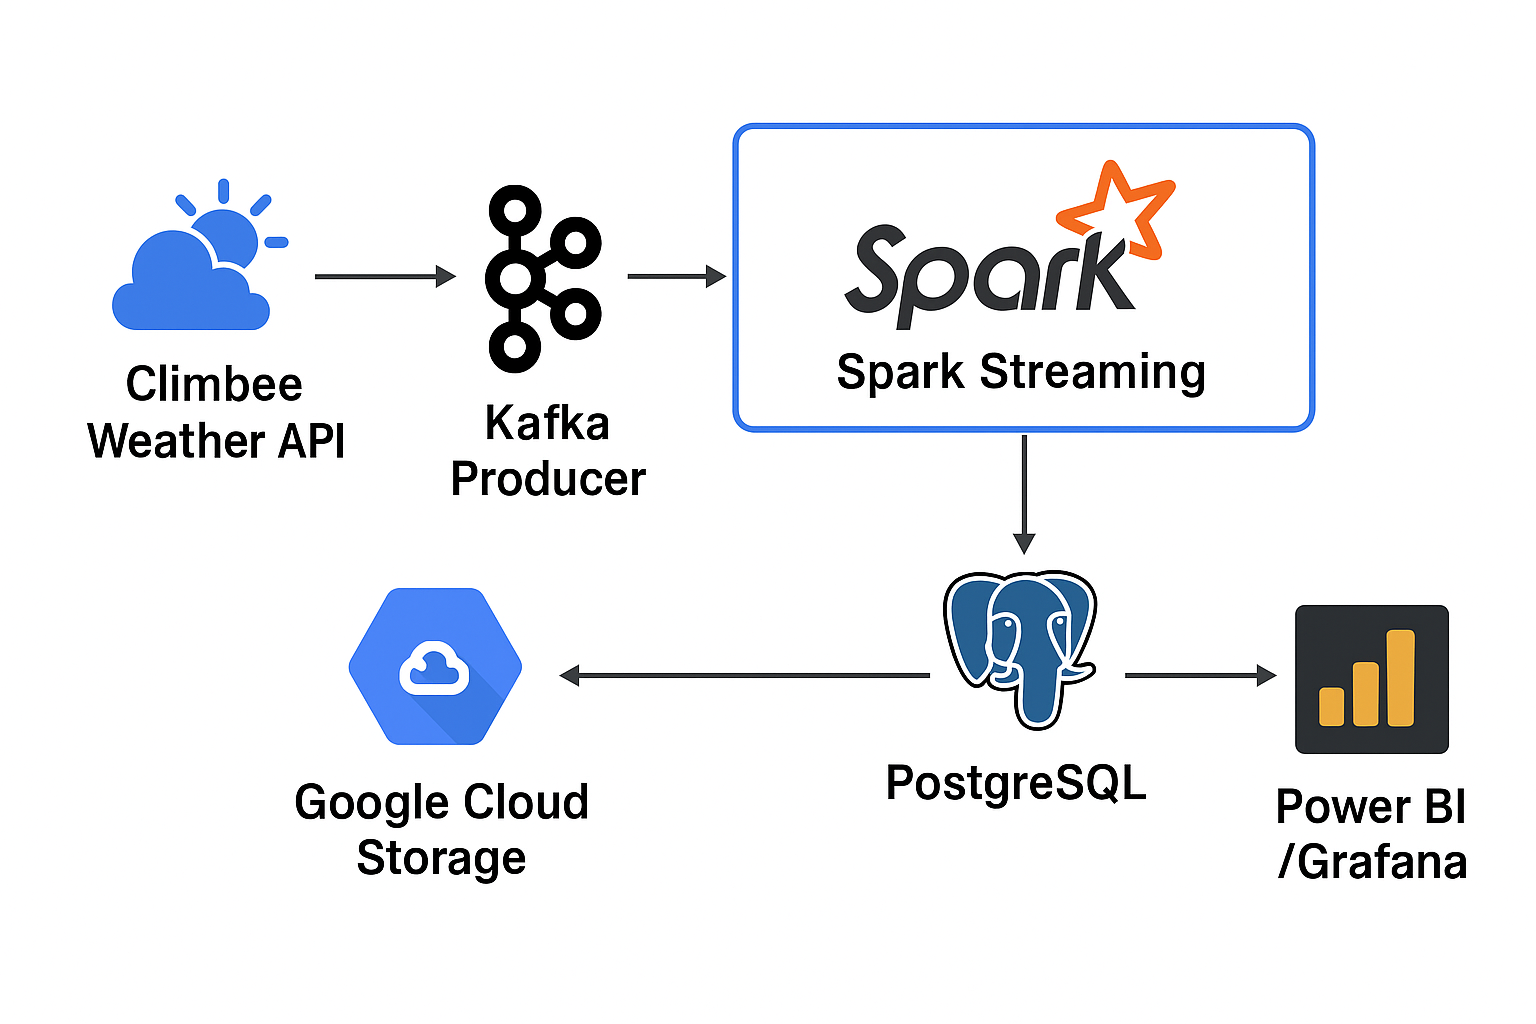 Climbee
Weather API
Kafka
Producer
Spark
Spark Streaming
Google Cloud
Storage
PostgreSQL
Power BI
/Grafana